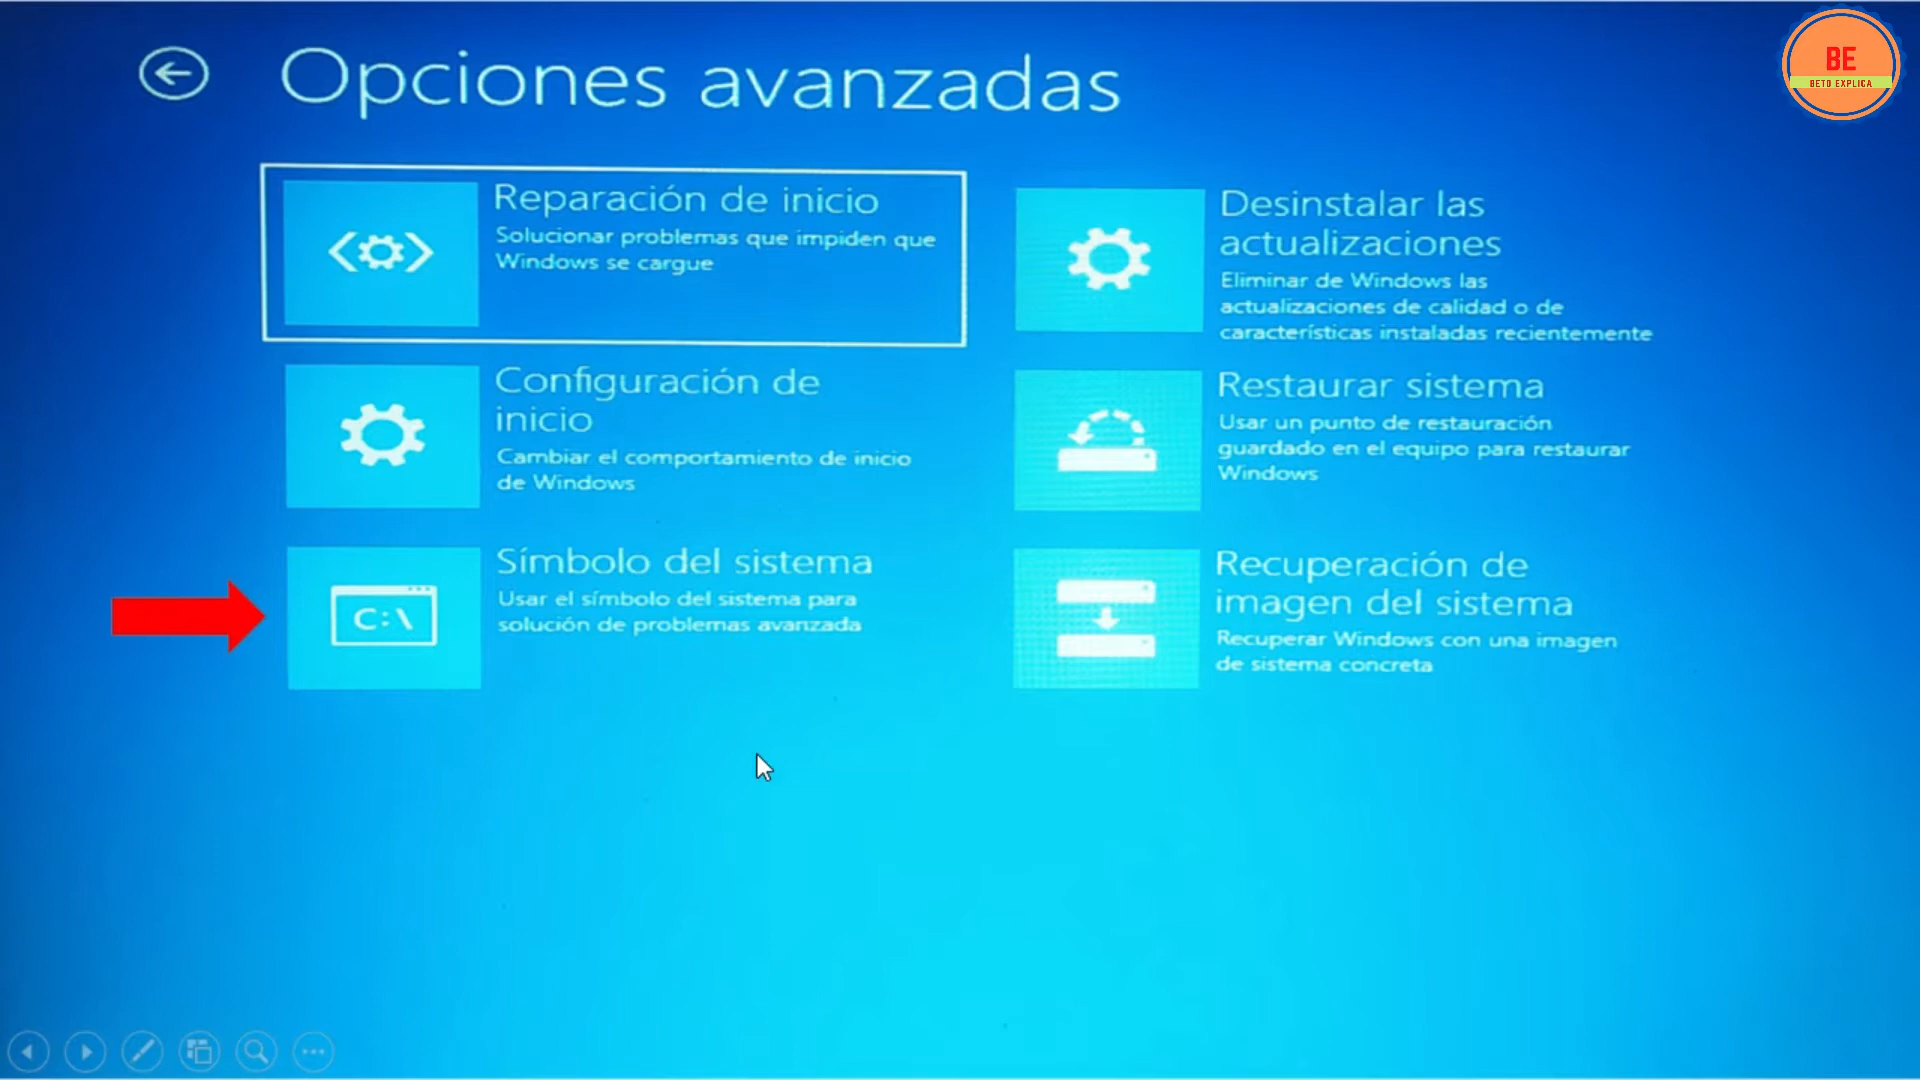 Opciones avanzadas
BE
BETO EXPLICA
Reparación de inicio
Solucionar problemas que impiden que
Windows se cargue
Desinstalar las
actualizaciones
Eliminar de Windows las
actualizaciones de calidad o de
características instaladas recientemente
Configuración de
inicio
Cambiar el comportamiento de inicio
de Windows
Restaurar sistema
Usar un punto de restauración
guardado en el equipo para restaurar
Windows
C:\
Símbolo del sistema
Usar el símbolo del sistema para
solución de problemas avanzada
Recuperación de
imagen del sistema
Recuperar Windows con una imagen
de sistema concreta